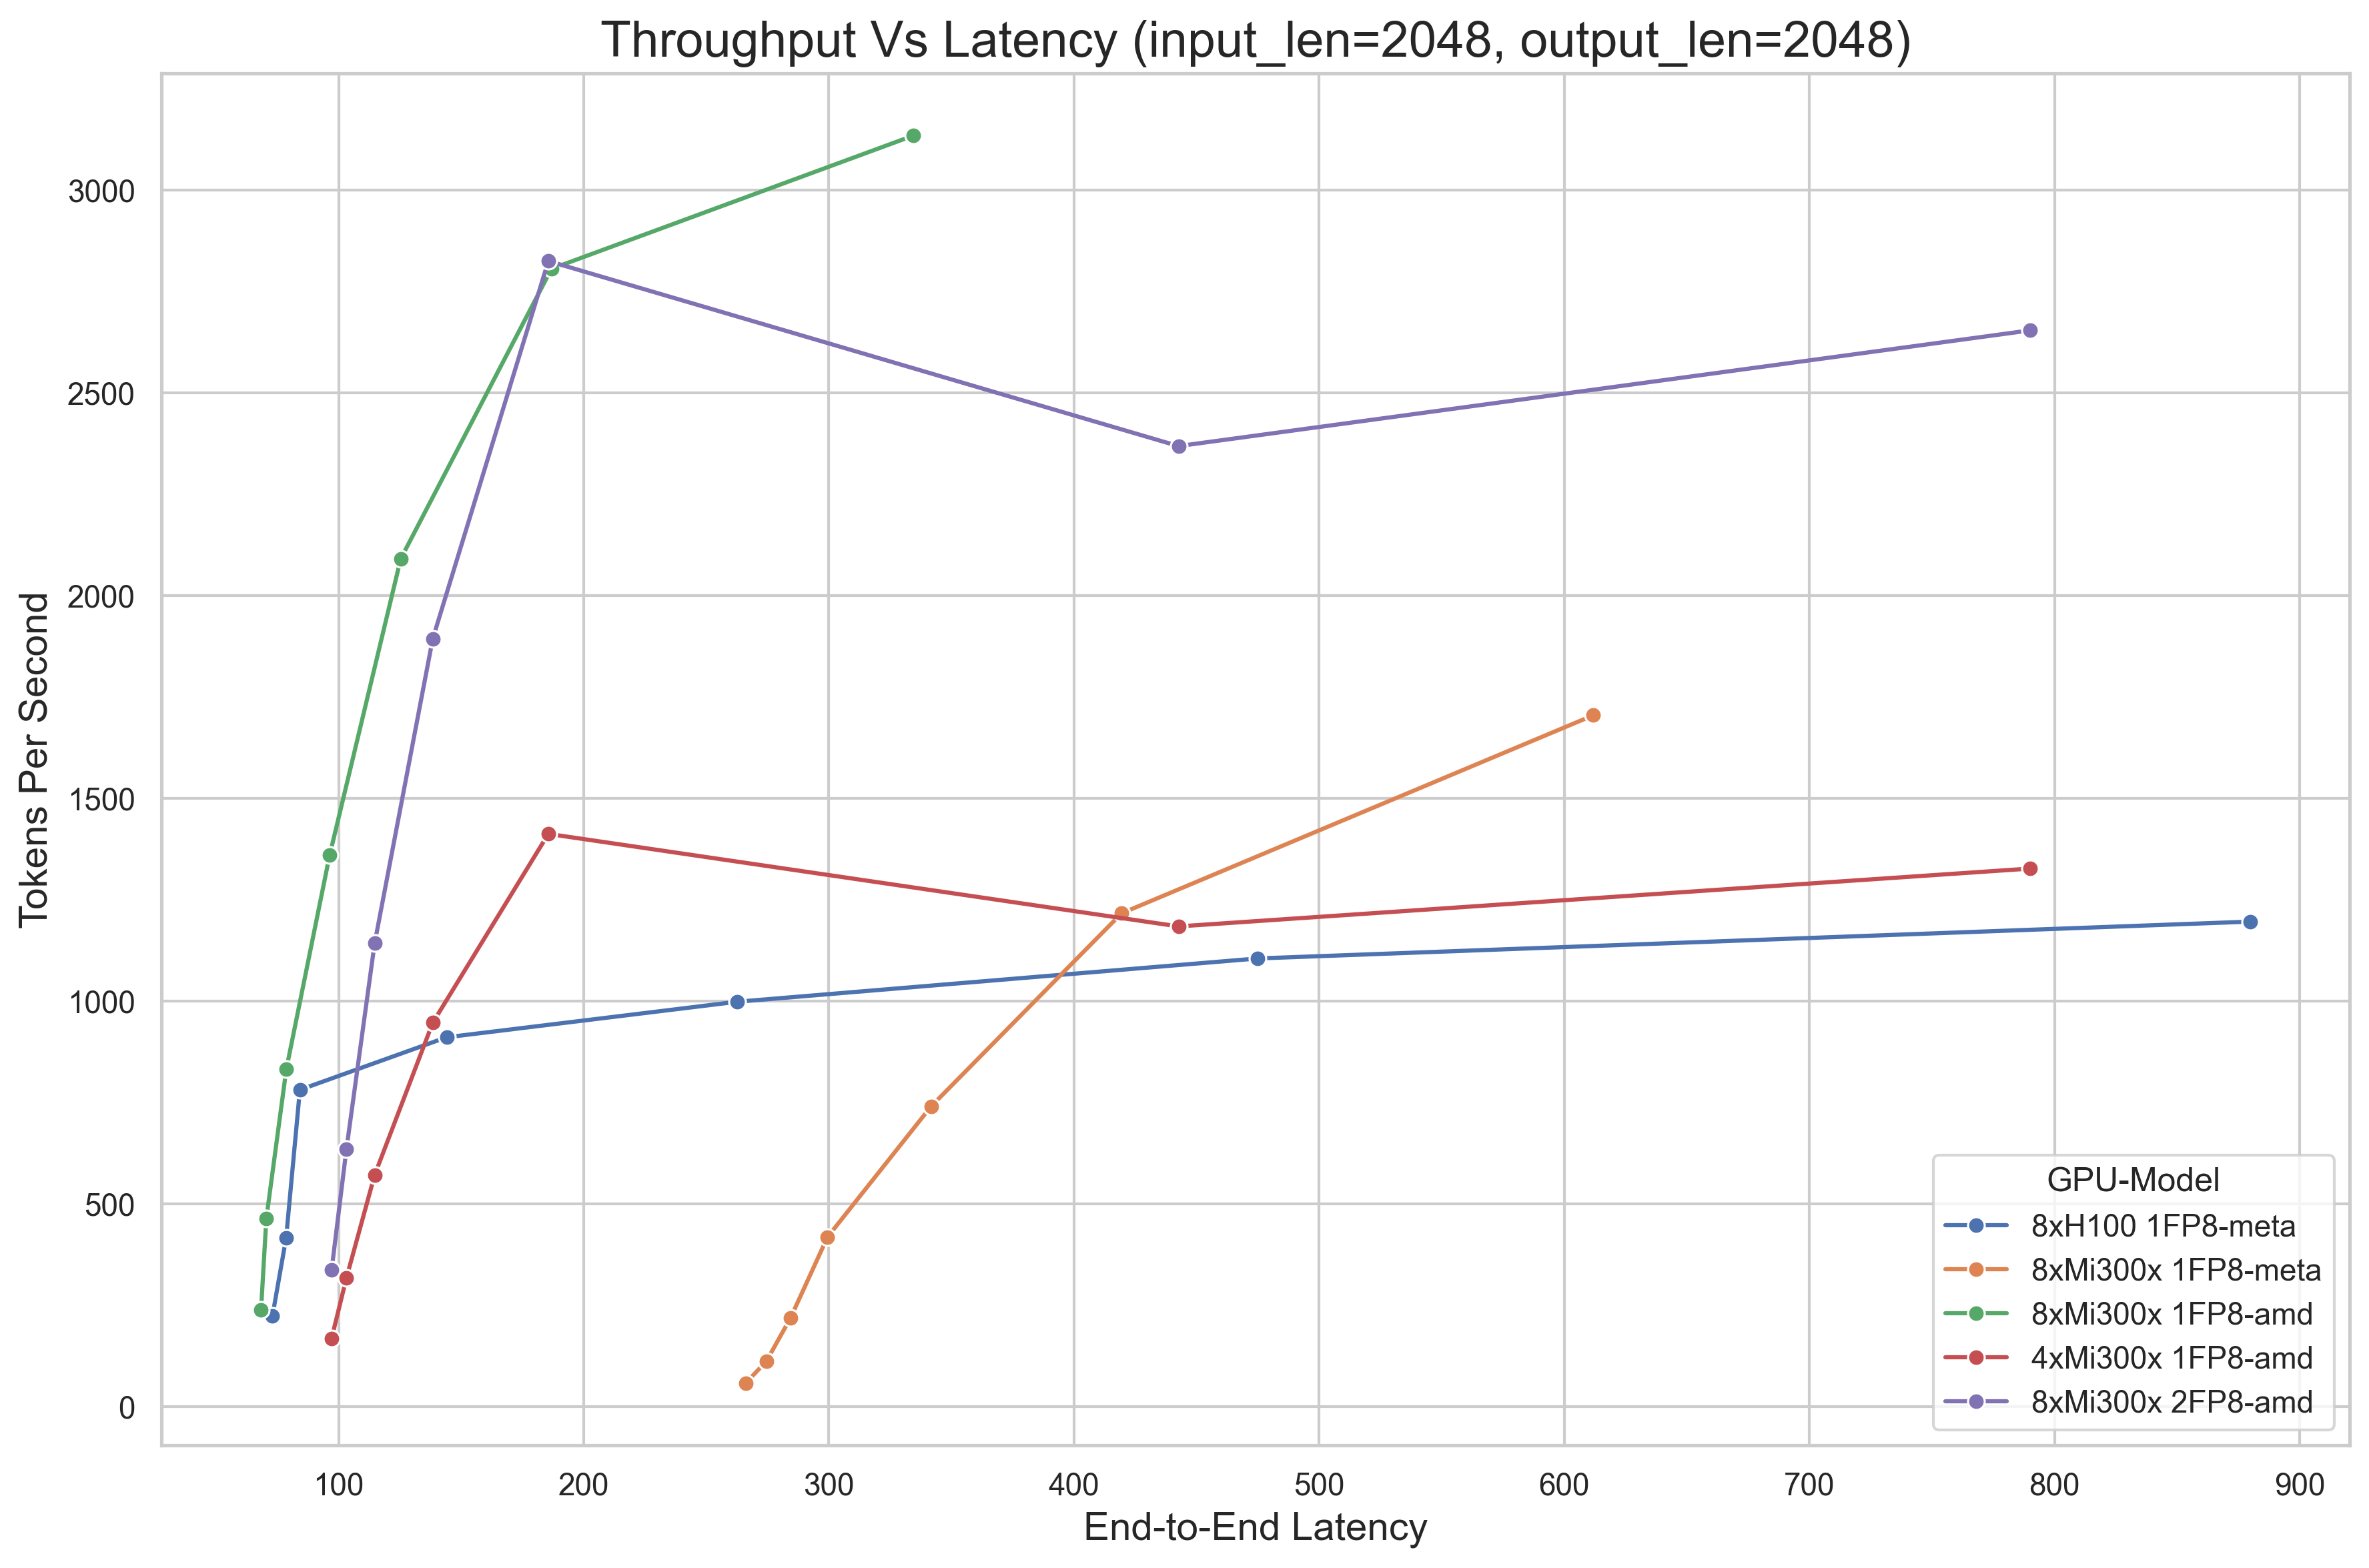 Throughput Vs Latency (input_len=2048, output_len=2048)
Tokens Per Second
3000
2500
2000
1500
1000
500
0
100 200 300 400 500 600 700 800 900
End-to-End Latency
GPU-Model
8xH100 1FP8-meta
8xMi300x 1FP8-meta
8xMi300x 1FP8-amd
4xMi300x 1FP8-amd
8xMi300x 2FP8-amd